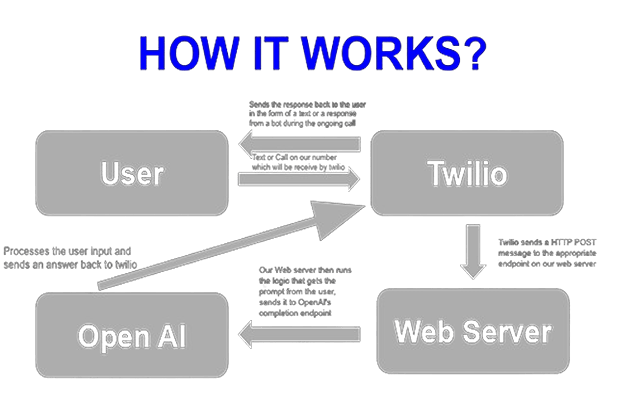 HOW IT WORKS?
Sends the response back to the user
in the form of a text or a response
from a bot during the ongoing call
User
Text or Call on our number
which will be receive by twilio
Twilio
Processes the user input and
sends an answer back to twilio
Twilio sends a HTTP POST
message to the appropriate
endpoint on our web server
Our Web server then runs
the logic that gets the
prompt from the user,
sends it to OpenAI's
completion endpoint
Open AI
Web Server